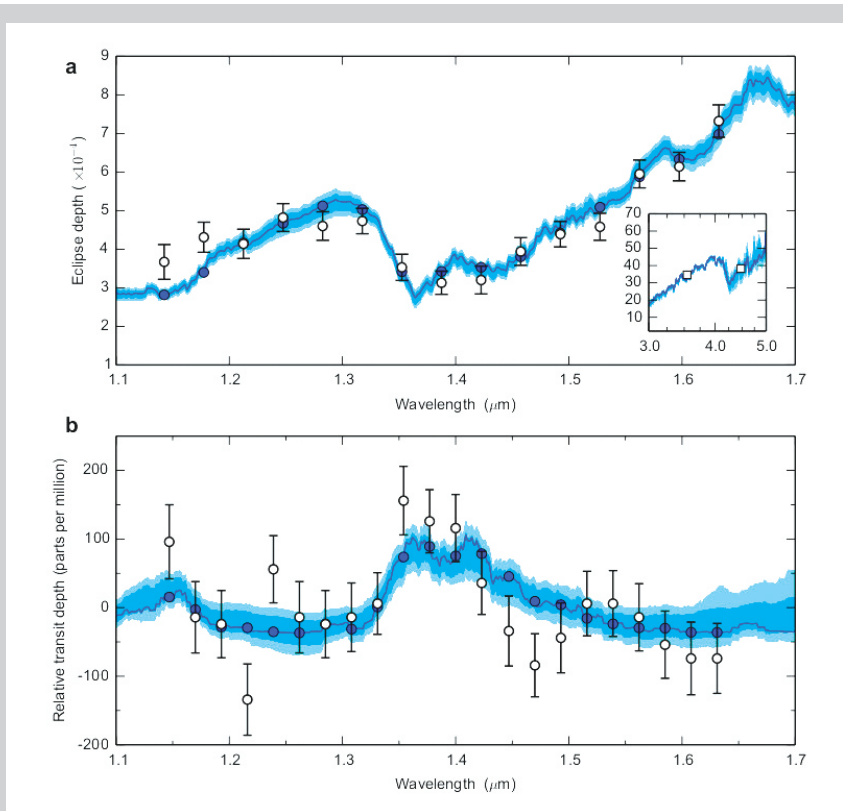 a
9
8
7
6
5
4
3
2
1
Eclipse depth ( ×10⁻⁴)
70
60
50
40
30
20
10
3.0 4.0 5.0
1.1 1.2 1.3 1.4 1.5 1.6 1.7
Wavelength (μm)
b
200
100
0
-100
-200
Relative transit depth (parts per million)
1.1 1.2 1.3 1.4 1.5 1.6 1.7
Wavelength (μm)